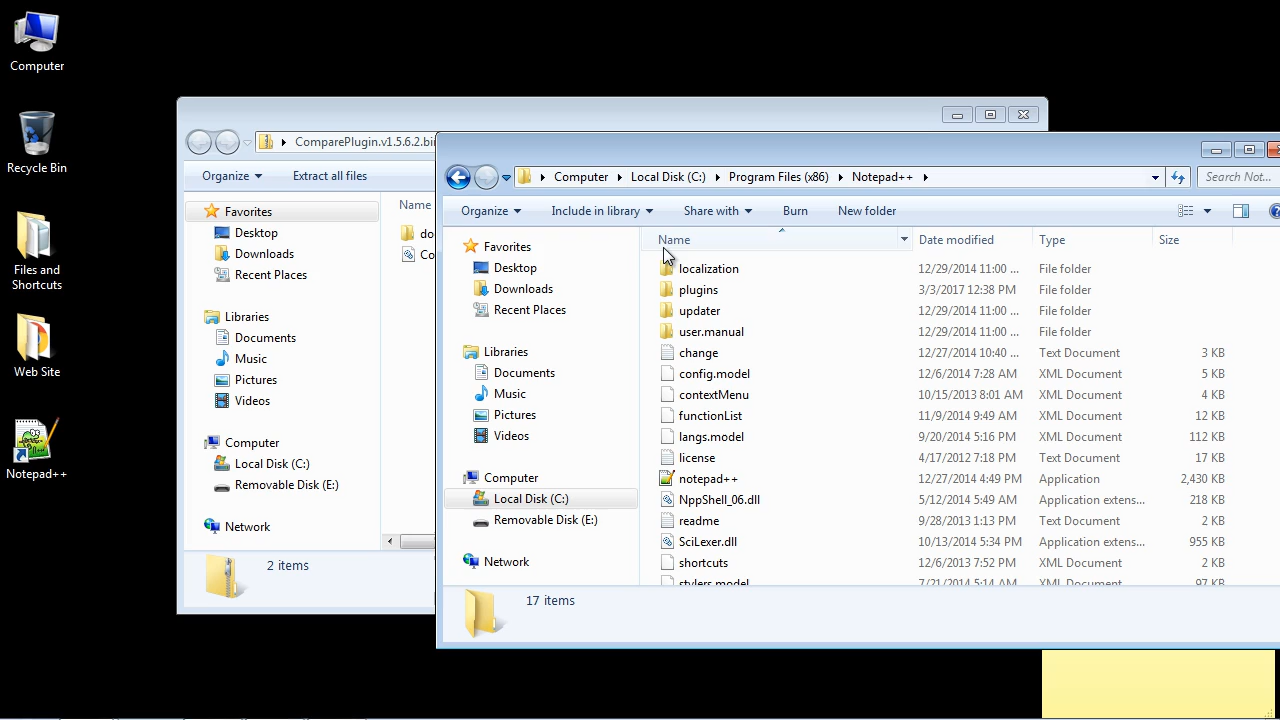 Computer
Recycle Bin
Files and
Shortcuts
Web Site
Notepad++
ComparePlugin.v1.5.6.2.bi
Organize
Extract all files
Name
Favorites
Desktop
Downloads
Recent Places
Libraries
Documents
Music
Pictures
Videos
Computer
Local Disk (C:)
Removable Disk (E:)
Network
do
Co
2 items
Computer Local Disk (C:) Program Files (x86) Notepad++
Search Not...
Organize Include in library Share with Burn New folder
Favorites
Desktop
Downloads
Recent Places
Libraries
Documents
Music
Pictures
Videos
Computer
Local Disk (C:)
Removable Disk (E:)
Network
Name Date modified Type Size
localization 12/29/2014 11:00 ... File folder
plugins 3/3/2017 12:38 PM File folder
updater 12/29/2014 11:00 ... File folder
user.manual 12/29/2014 11:00 ... File folder
change 12/27/2014 10:40 ... Text Document 3 KB
config.model 12/6/2014 7:28 AM XML Document 5 KB
contextMenu 10/15/2013 8:01 AM XML Document 4 KB
functionList 11/9/2014 9:49 AM XML Document 12 KB
langs.model 9/20/2014 5:16 PM XML Document 112 KB
license 4/17/2012 7:18 PM Text Document 17 KB
notepad++ 12/27/2014 4:49 PM Application 2,430 KB
NppShell_06.dll 5/12/2014 5:49 AM Application extens... 218 KB
readme 9/28/2013 1:13 PM Text Document 2 KB
SciLexer.dll 10/13/2014 5:34 PM Application extens... 955 KB
shortcuts 12/6/2013 7:52 PM XML Document 2 KB
stylers.model 7/21/2014 5:14 AM XML Document 97 KB
17 items